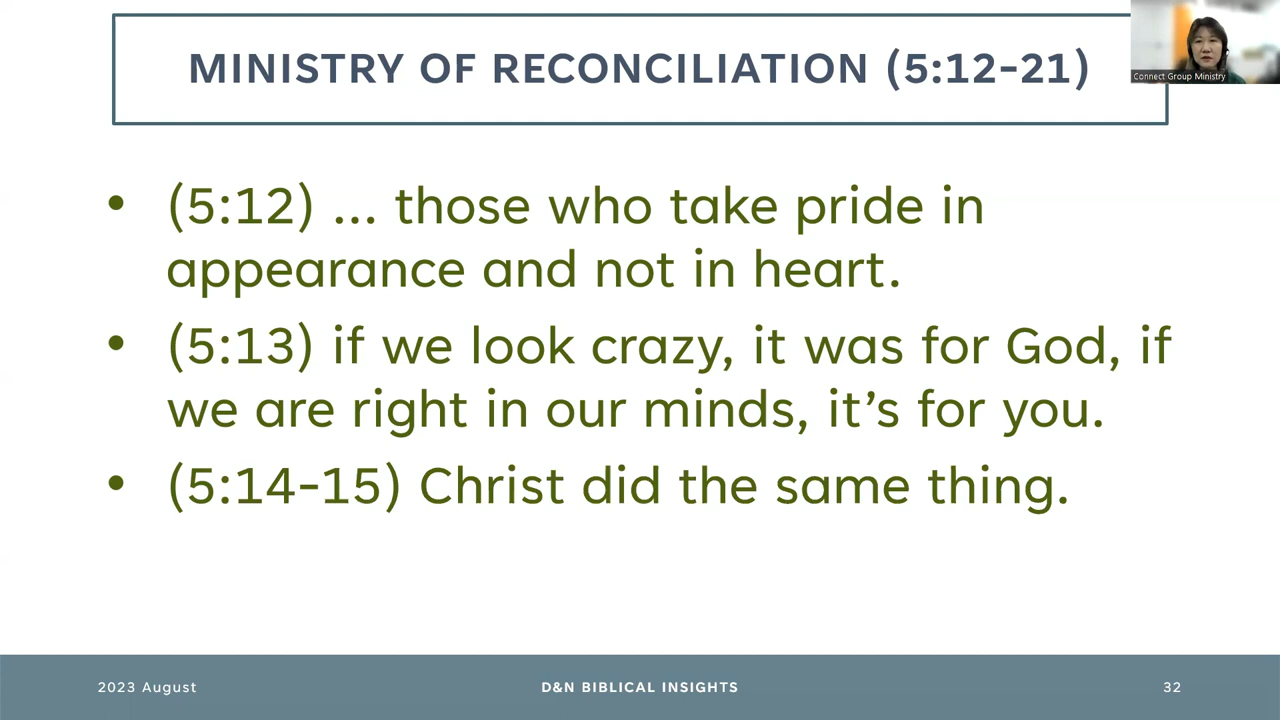 MINISTRY OF RECONCILIATION (5:12-21)
Connect Group Ministry
• (5:12) ... those who take pride in
appearance and not in heart.
• (5:13) if we look crazy, it was for God, if
we are right in our minds, it’s for you.
• (5:14-15) Christ did the same thing.
2023 August
D&N BIBLICAL INSIGHTS
32